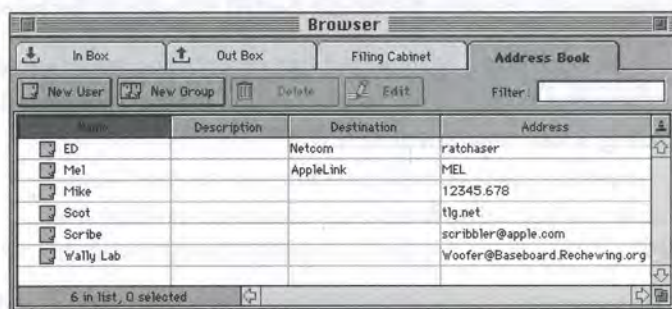 Browser
In Box Out Box Filing Cabinet Address Book
New User New Group Delete Edit Filter:
Name Description Destination Address
ED Netcom ratchaser
Mel AppleLink MEL
Mike 12345.678
Scot tlg.net
Scribe scribbler@apple.com
Wally Lab Woofer@Baseboard.Rechewing.org
6 in list, 0 selected